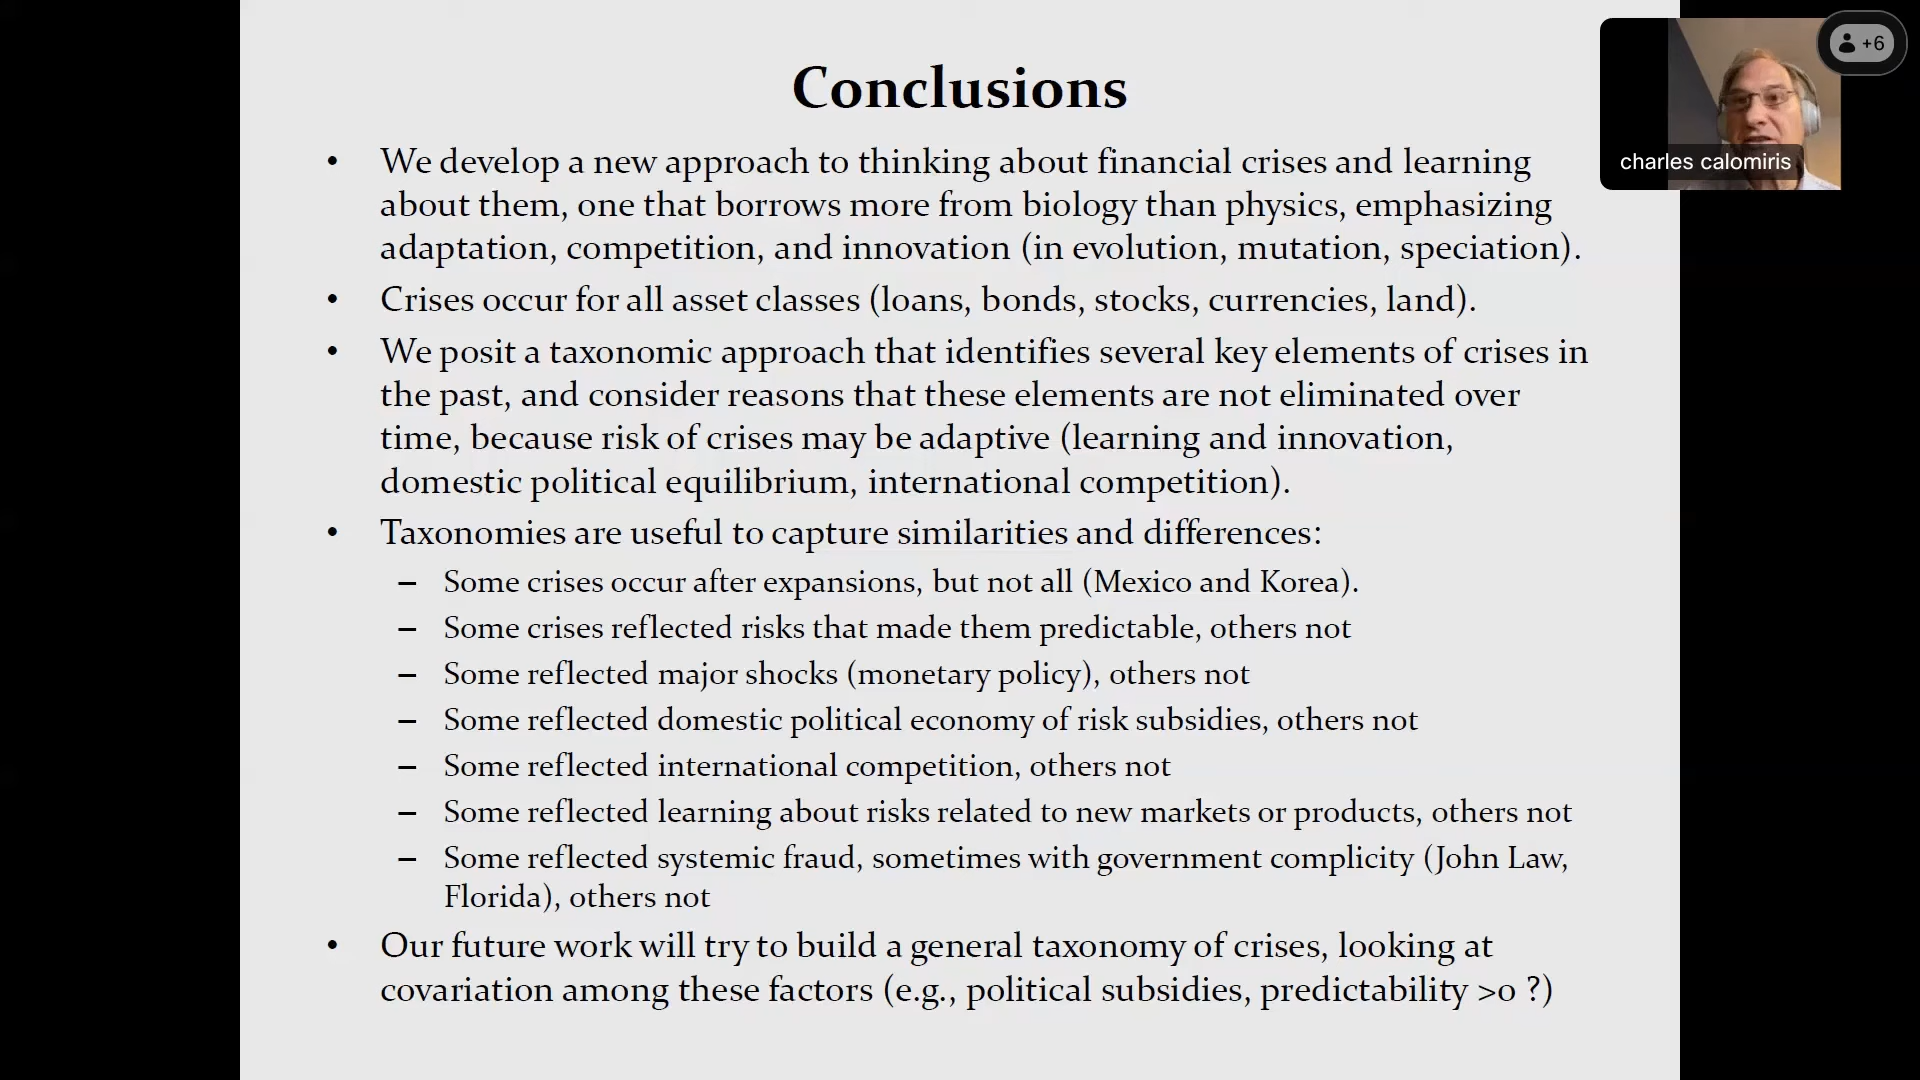 Conclusions
• We develop a new approach to thinking about financial crises and learning
about them, one that borrows more from biology than physics, emphasizing
adaptation, competition, and innovation (in evolution, mutation, speciation).
• Crises occur for all asset classes (loans, bonds, stocks, currencies, land).
• We posit a taxonomic approach that identifies several key elements of crises in
the past, and consider reasons that these elements are not eliminated over
time, because risk of crises may be adaptive (learning and innovation,
domestic political equilibrium, international competition).
• Taxonomies are useful to capture similarities and differences:
– Some crises occur after expansions, but not all (Mexico and Korea).
– Some crises reflected risks that made them predictable, others not
– Some reflected major shocks (monetary policy), others not
– Some reflected domestic political economy of risk subsidies, others not
– Some reflected international competition, others not
– Some reflected learning about risks related to new markets or products, others not
– Some reflected systemic fraud, sometimes with government complicity (John Law,
Florida), others not
• Our future work will try to build a general taxonomy of crises, looking at
covariation among these factors (e.g., political subsidies, predictability >0 ?)
+6
charles calomiris